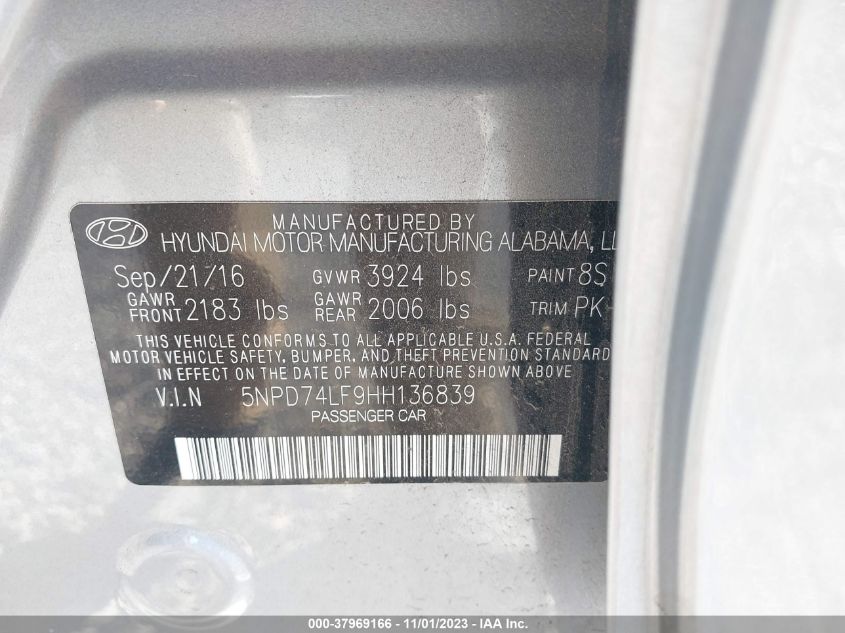 MANUFACTURED BY
HYUNDAI MOTOR MANUFACTURING ALABAMA,
Sep/21/16 GVWR 3924 lbs PAINT 8S
GAWR FRONT 2183 lbs GAWR REAR 2006 lbs TRIM PK
THIS VEHICLE CONFORMS TO ALL APPLICABLE U.S.A. FEDERAL
MOTOR VEHICLE SAFETY, BUMPER, AND THEFT PREVENTION STANDARD
IN EFFECT ON THE DATE OF MANUFACTURE SHOWN ABOVE
V.I.N 5NPD74LF9HH136839
PASSENGER CAR
000-37969166 - 11/01/2023 - IAA Inc.